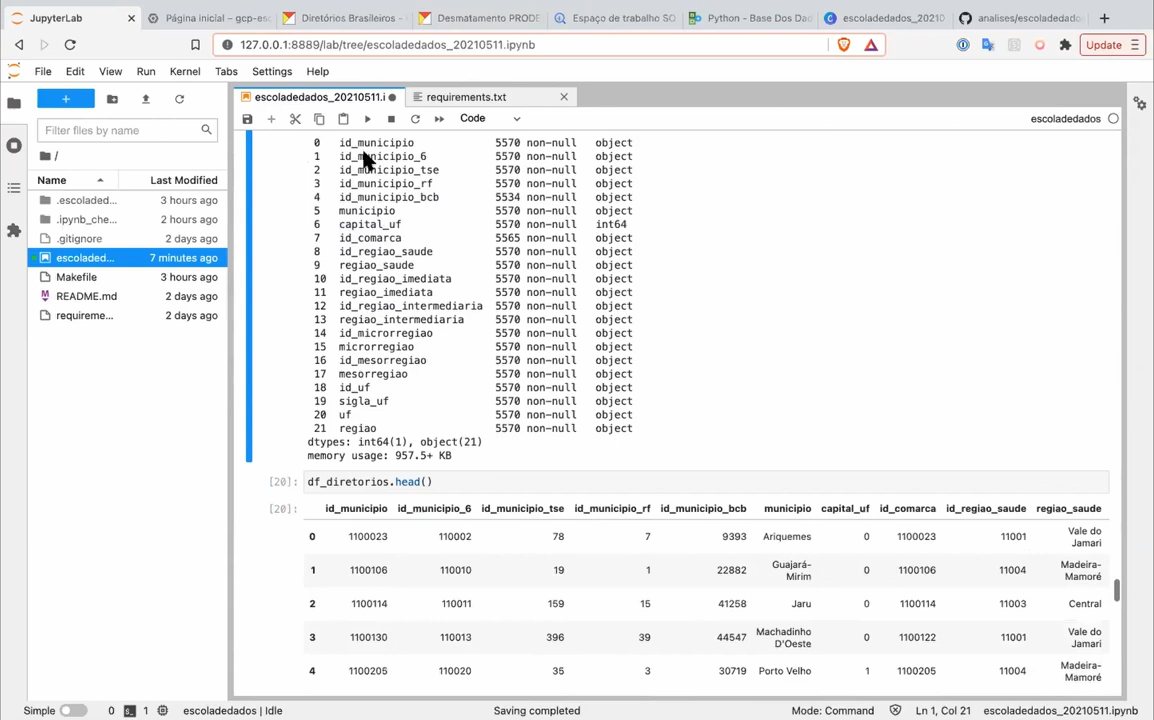 JupyterLab
Página inicial – gcp-es
Diretórios Brasileiros –
Desmatamento PRODE
Espaço de trabalho SQ
Python - Base Dos Dad
escoladedados_20210
analises/escoladedado
127.0.0.1:8889/lab/tree/escoladedados_20210511.ipynb
Update
File Edit View Run Kernel Tabs Settings Help
escoladedados_20210511.i
requirements.txt
Code
escoladedados
Filter files by name
/
Name Last Modified
.escoladed... 3 hours ago
.ipynb_che... 2 hours ago
.gitignore 2 days ago
escoladed... 7 minutes ago
Makefile 3 hours ago
README.md 2 days ago
requireme... 2 days ago
0 id_municipio 5570 non-null object
1 id_municipio_6 5570 non-null object
2 id_municipio_tse 5570 non-null object
3 id_municipio_rf 5570 non-null object
4 id_municipio_bcb 5534 non-null object
5 municipio 5570 non-null object
6 capital_uf 5570 non-null int64
7 id_comarca 5565 non-null object
8 id_regiao_saude 5570 non-null object
9 regiao_saude 5570 non-null object
10 id_regiao_imediata 5570 non-null object
11 regiao_imediata 5570 non-null object
12 id_regiao_intermediaria 5570 non-null object
13 regiao_intermediaria 5570 non-null object
14 id_microrregiao 5570 non-null object
15 microrregiao 5570 non-null object
16 id_mesorregiao 5570 non-null object
17 mesorregiao 5570 non-null object
18 id_uf 5570 non-null object
19 sigla_uf 5570 non-null object
20 uf 5570 non-null object
21 regiao 5570 non-null object
dtypes: int64(1), object(21)
memory usage: 957.5+ KB
[20]: df_diretorios.head()
[20]: id_municipio id_municipio_6 id_municipio_tse id_municipio_rf id_municipio_bcb municipio capital_uf id_comarca id_regiao_saude regiao_saude
0 1100023 110002 78 7 9393 Ariquemes 0 1100023 11001 Vale do Jamari
1 1100106 110010 19 1 22882 Guajará-Mirim 0 1100106 11004 Madeira-Mamoré
2 1100114 110011 159 15 41258 Jaru 0 1100114 11003 Central
3 1100130 110013 396 39 44547 Machadinho D'Oeste 0 1100122 11001 Vale do Jamari
4 1100205 110020 35 3 30719 Porto Velho 1 1100205 11004 Madeira-Mamoré
Simple 0 1 escoladedados | Idle Saving completed Mode: Command Ln 1, Col 21 escoladedados_20210511.ipynb